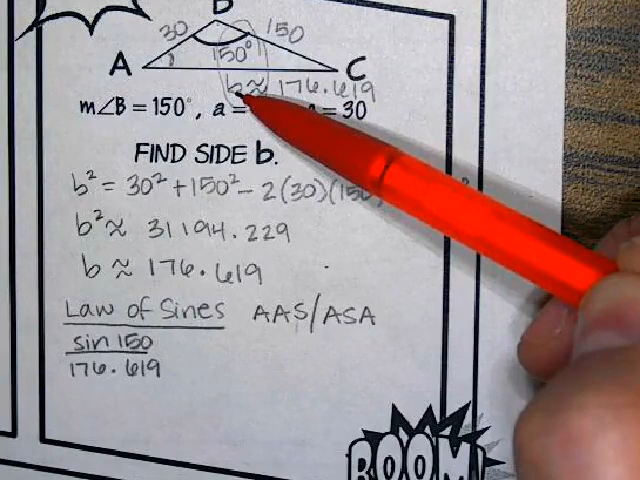 B
30 150
A 150° C
b ≈ 176.619
m∠B = 150°, a = = 30
FIND SIDE b.
b² = 30² + 150² - 2(30)(150)
b² ≈ 31194.229
b ≈ 176.619
Law of Sines AAS/ASA
sin 150
176.619
BOOM!